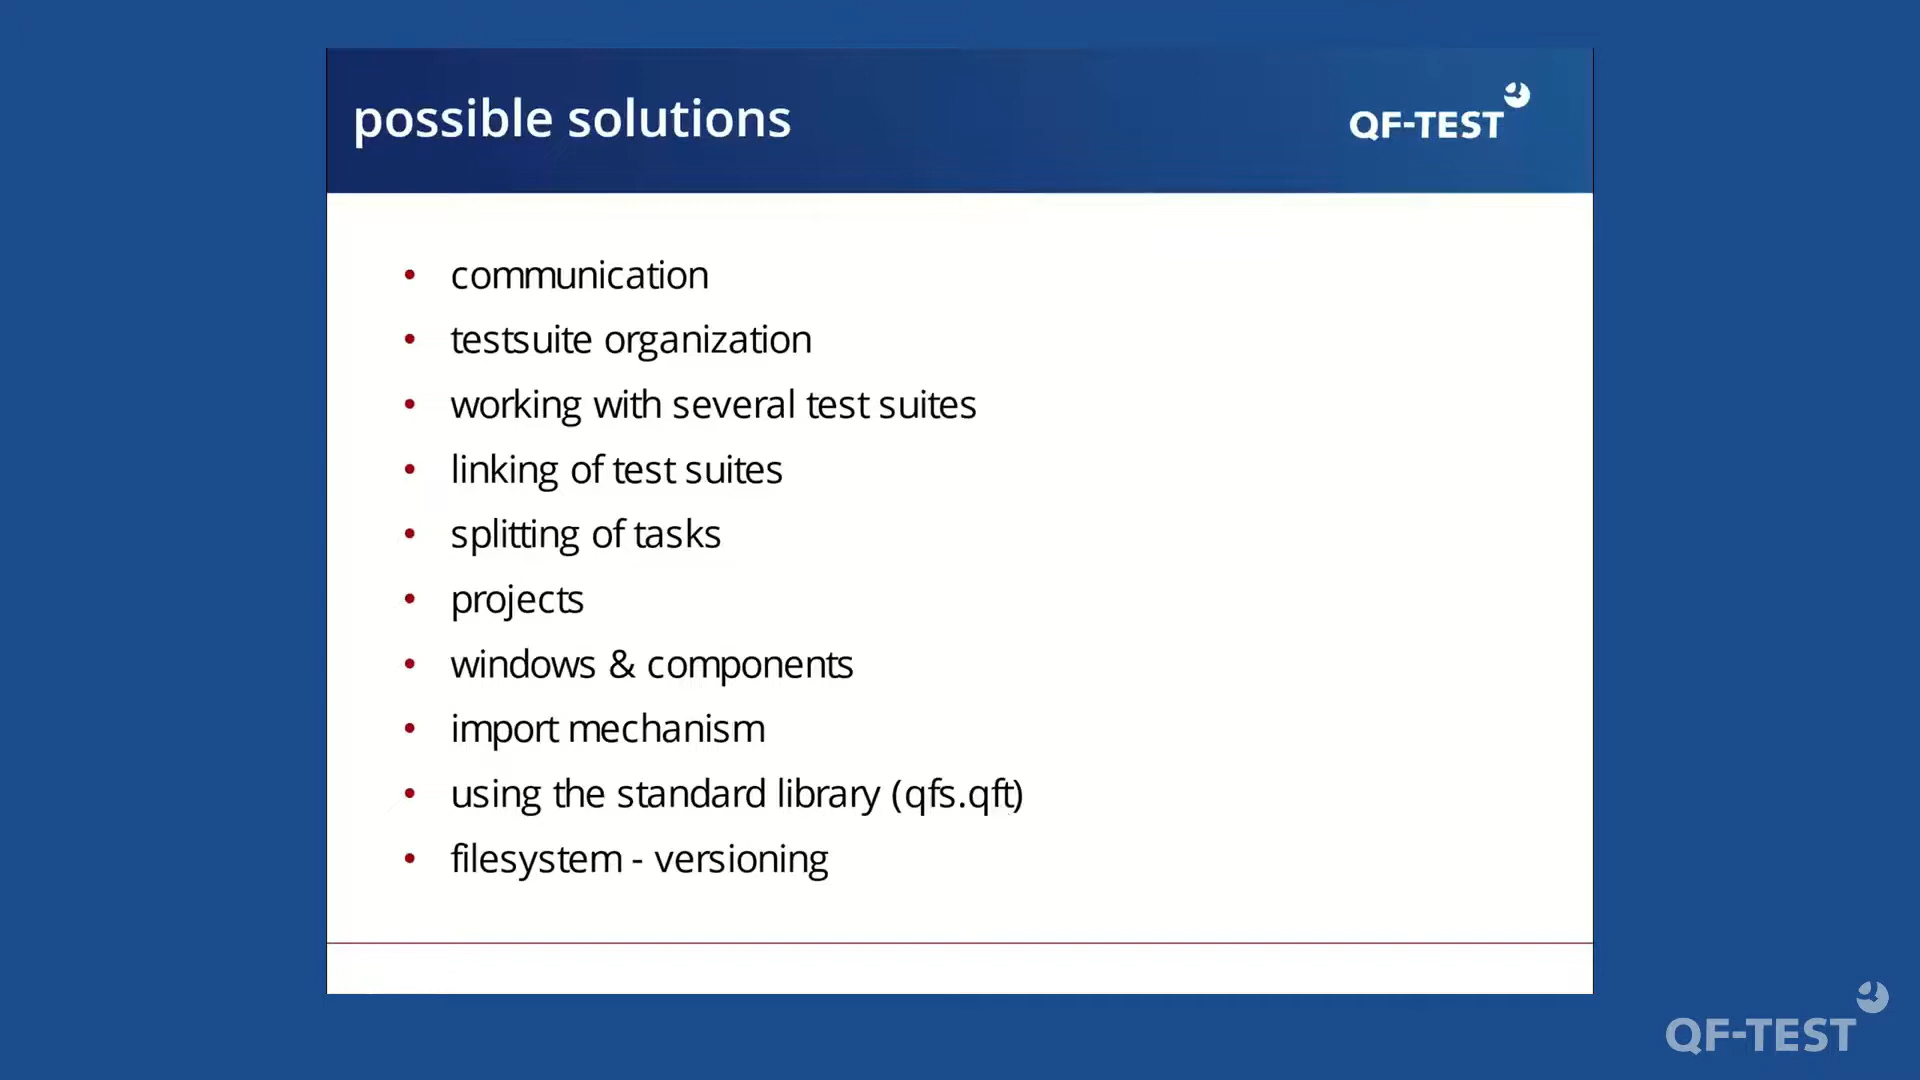 possible solutions
QF-TEST
• communication
• testsuite organization
• working with several test suites
• linking of test suites
• splitting of tasks
• projects
• windows & components
• import mechanism
• using the standard library (qfs.qft)
• filesystem - versioning
QF-TEST